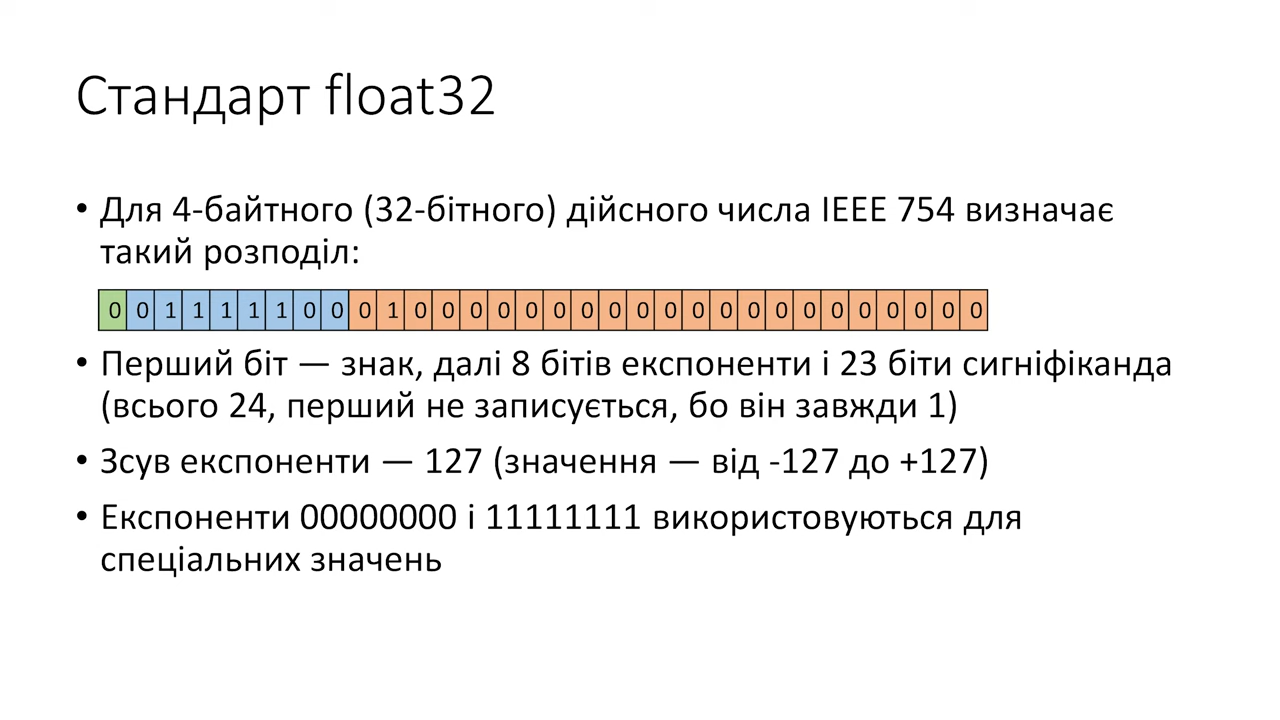 Стандарт float32
• Для 4-байтного (32-бітного) дійсного числа IEEE 754 визначає
такий розподіл:
0 0 1 1 1 1 1 0 0 0 1 0 0 0 0 0 0 0 0 0 0 0 0 0 0 0 0 0 0 0 0 0
• Перший біт — знак, далі 8 бітів експоненти і 23 біти сигніфіканда
(всього 24, перший не записується, бо він завжди 1)
• Зсув експоненти — 127 (значення — від -127 до +127)
• Експоненти 00000000 і 11111111 використовуються для
спеціальних значень